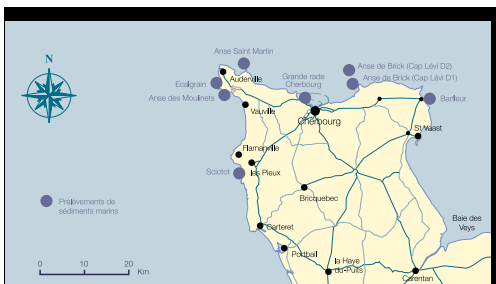 N
Anse Saint Martin
Auderville
Ecalgrain
Anse des Moulinets
Vauville
Grande rade
Cherbourg
Cherbourg
Anse de Brick (Cap Lévi D2)
Anse de Brick (Cap Lévi D1)
Barfleur
St Vaast
Flamanville
Sciotot
les Pieux
Bricquebec
Prélèvements de
sédiments marins
Carteret
Portbail
Baie des
Veys
la Haye
du-Puits
Carentan
0 10 20
Km